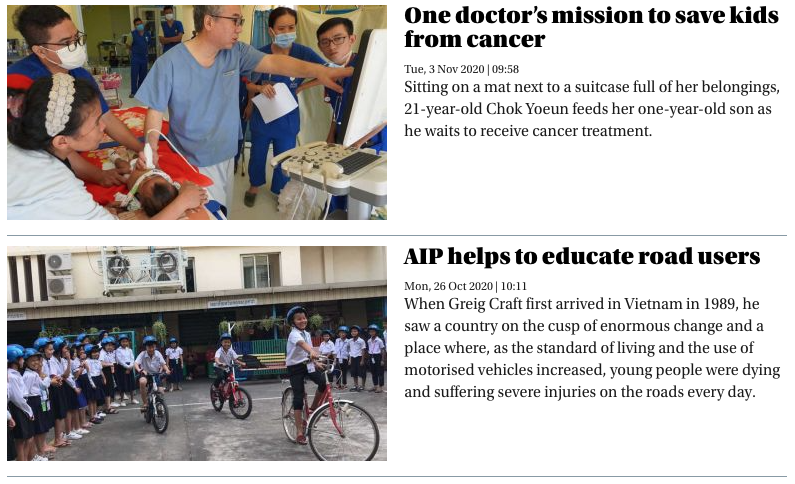 One doctor’s mission to save kids
from cancer
Tue, 3 Nov 2020 | 09:58
Sitting on a mat next to a suitcase full of her belongings,
21-year-old Chok Yoeun feeds her one-year-old son as
he waits to receive cancer treatment.
AIP helps to educate road users
Mon, 26 Oct 2020 | 10:11
When Greig Craft first arrived in Vietnam in 1989, he
saw a country on the cusp of enormous change and a
place where, as the standard of living and the use of
motorised vehicles increased, young people were dying
and suffering severe injuries on the roads every day.